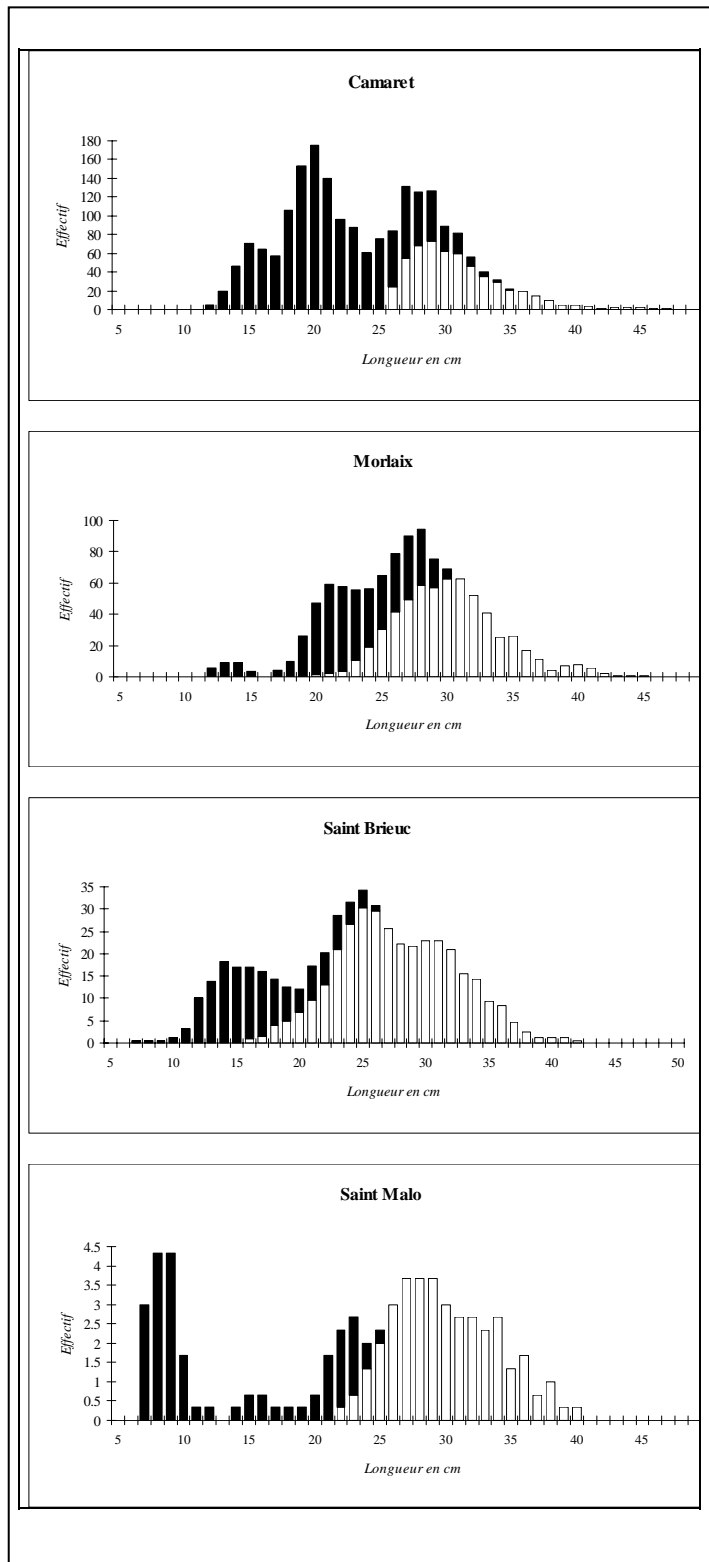 Camaret
180
160
140
120
100
80
60
40
20
0
Effectif
5 10 15 20 25 30 35 40 45
Longueur en cm
Morlaix
100
80
60
40
20
0
Effectif
5 10 15 20 25 30 35 40 45
Longueur en cm
Saint Brieuc
35
30
25
20
15
10
5
0
Effectif
5 10 15 20 25 30 35 40 45 50
Longueur en cm
Saint Malo
4.5
4
3.5
3
2.5
2
1.5
1
0.5
0
Effectif
5 10 15 20 25 30 35 40 45
Longueur en cm